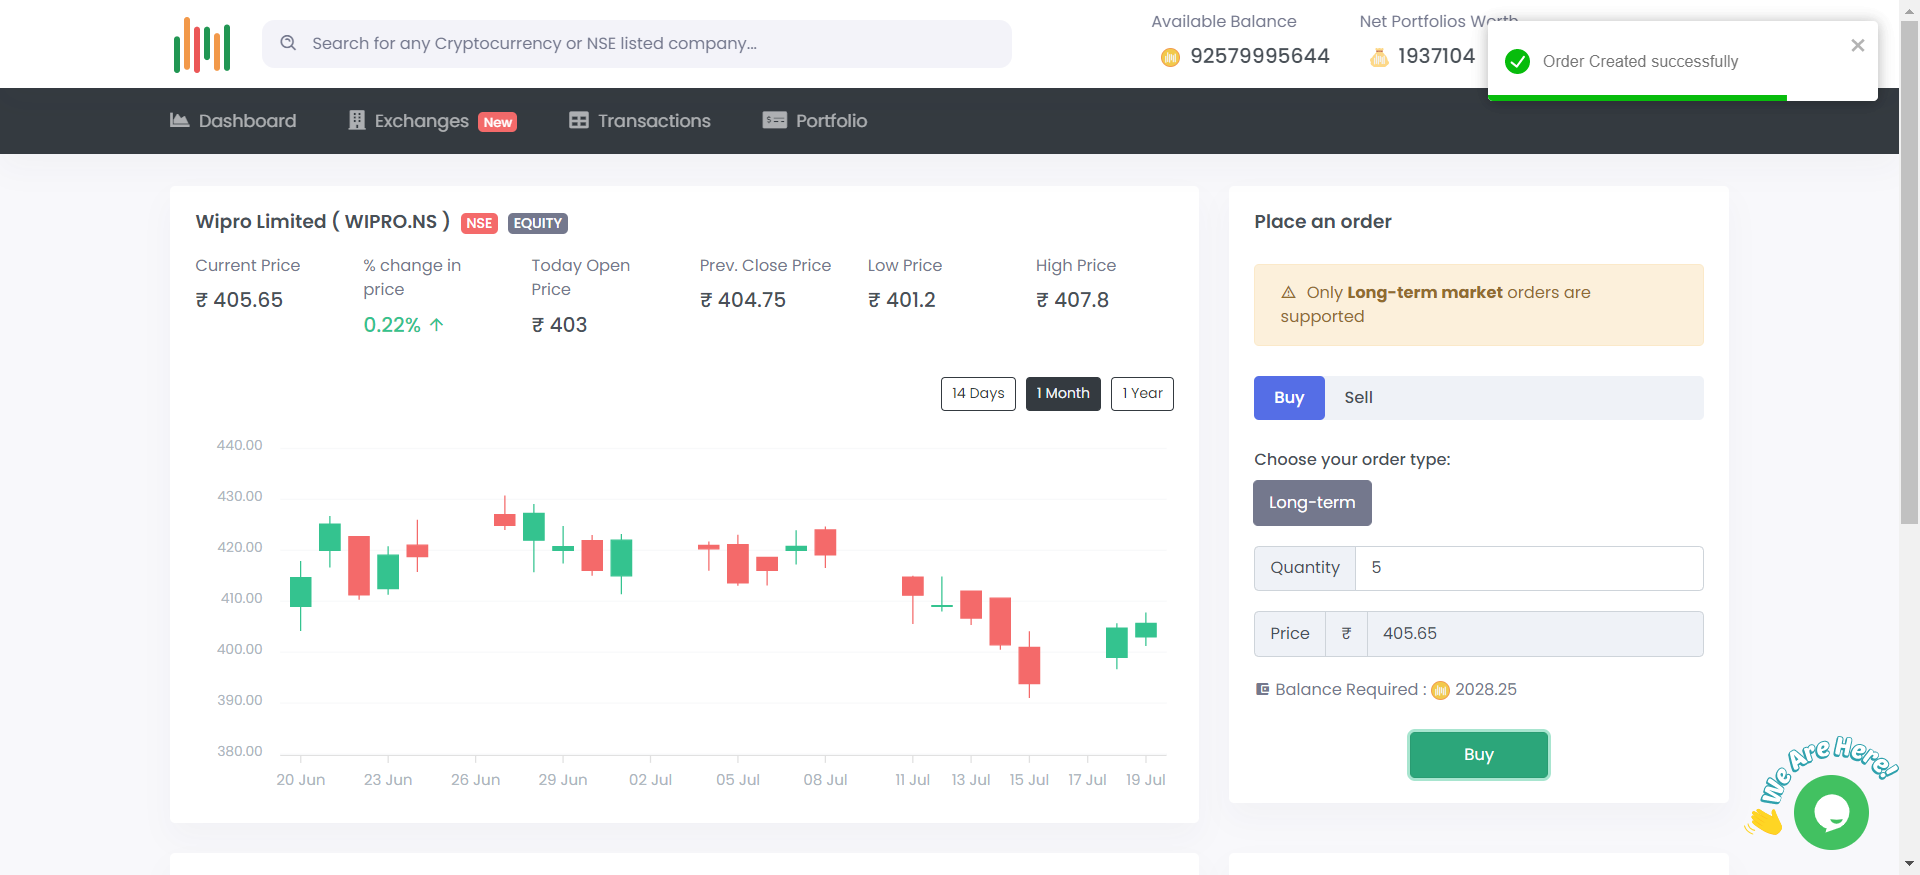 Search for any Cryptocurrency or NSE listed company...
Available Balance
92579995644
Net Portfolios Worth
1937104
Order Created successfully
Dashboard
Exchanges New
Transactions
Portfolio
Wipro Limited ( WIPRO.NS ) NSE EQUITY
Current Price
₹ 405.65
% change in
price
0.22%
Today Open
Price
₹ 403
Prev. Close Price
₹ 404.75
Low Price
₹ 401.2
High Price
₹ 407.8
14 Days
1 Month
1 Year
440.00
430.00
420.00
410.00
400.00
390.00
380.00
20 Jun
23 Jun
26 Jun
29 Jun
02 Jul
05 Jul
08 Jul
11 Jul
13 Jul
15 Jul
17 Jul
19 Jul
Place an order
Only Long-term market orders are
supported
Buy
Sell
Choose your order type:
Long-term
Quantity
5
Price
₹
405.65
Balance Required : 2028.25
Buy
We Are Here!